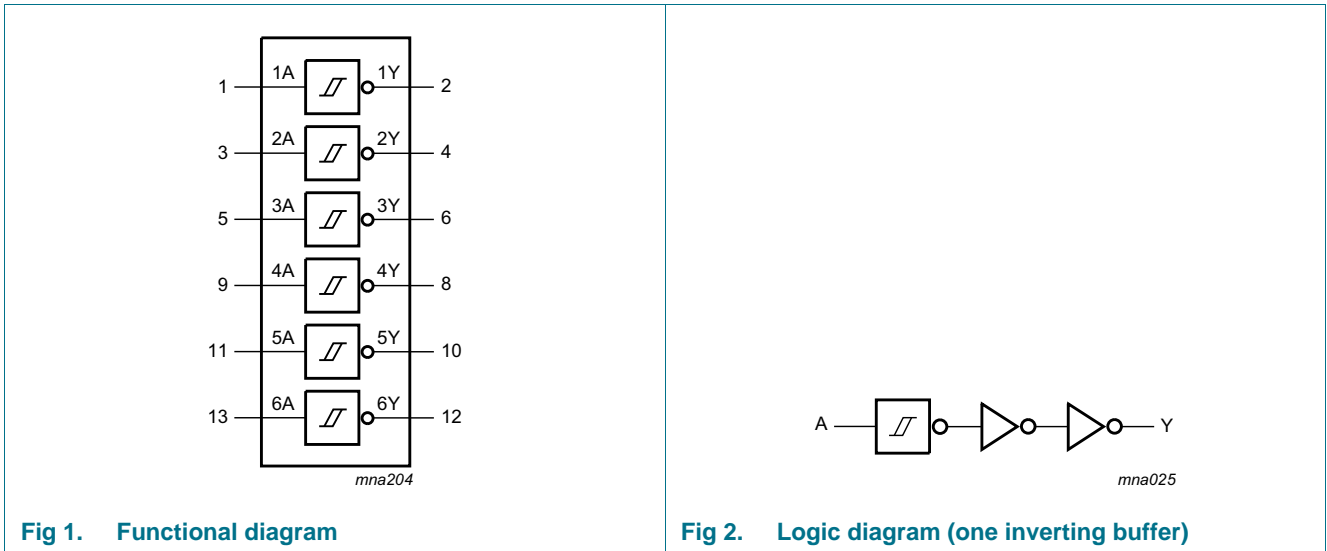 1 1A 1Y 2
3 2A 2Y 4
5 3A 3Y 6
9 4A 4Y 8
11 5A 5Y 10
13 6A 6Y 12
mna204
Fig 1. Functional diagram
A Y
mna025
Fig 2. Logic diagram (one inverting buffer)